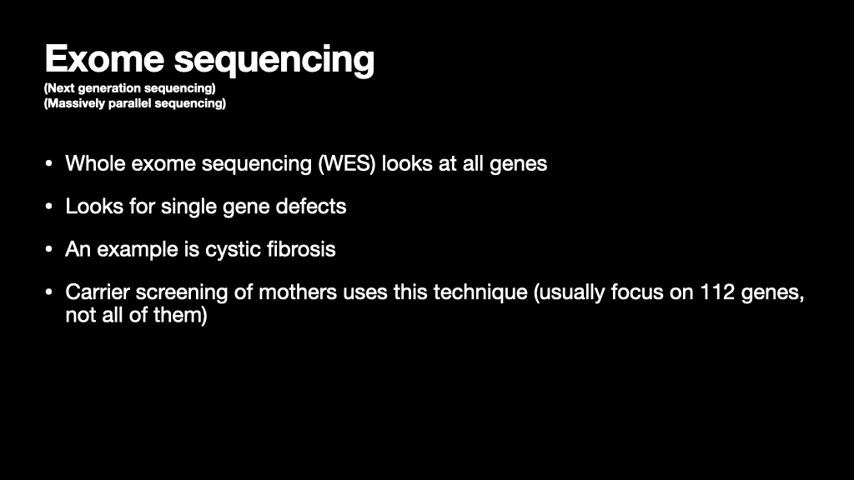 Exome sequencing
(Next generation sequencing)
(Massively parallel sequencing)
• Whole exome sequencing (WES) looks at all genes
• Looks for single gene defects
• An example is cystic fibrosis
• Carrier screening of mothers uses this technique (usually focus on 112 genes,
not all of them)